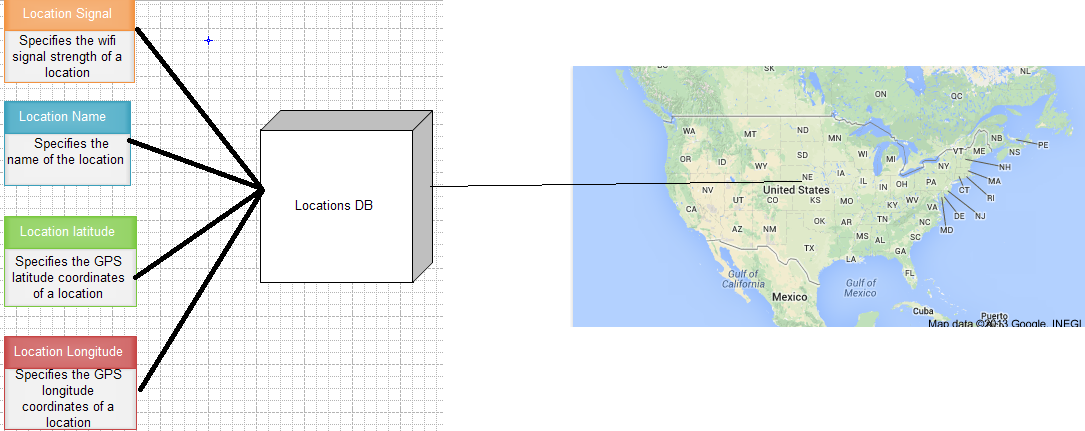 Location Signal
Specifies the wifi
signal strength of a
location
Location Name
Specifies the
name of the location
Location latitude
Specifies the GPS
latitude coordinates
of a location
Location Longitude
Specifies the GPS
longitude
coordinates of a
location
Locations DB
SK
NL
ON
QC
WA
MT
ND
MN
NB
PE
OR
ID
SD
WI
MI
VT
ME
NS
WY
NY
NH
NE
IA
IL
IN
OH
PA
MA
NV
United States
CT
RI
UT
CO
KS
MO
KY
WV
VA
NJ
CA
DE
AZ
NM
AR
TN
NC
MD
MS
AL
SC
TX
LA
GA
FL
Gulf of
California
Gulf of
Mexico
Mexico
Cuba
Puerto
Map data ©2013 Google, INEGI